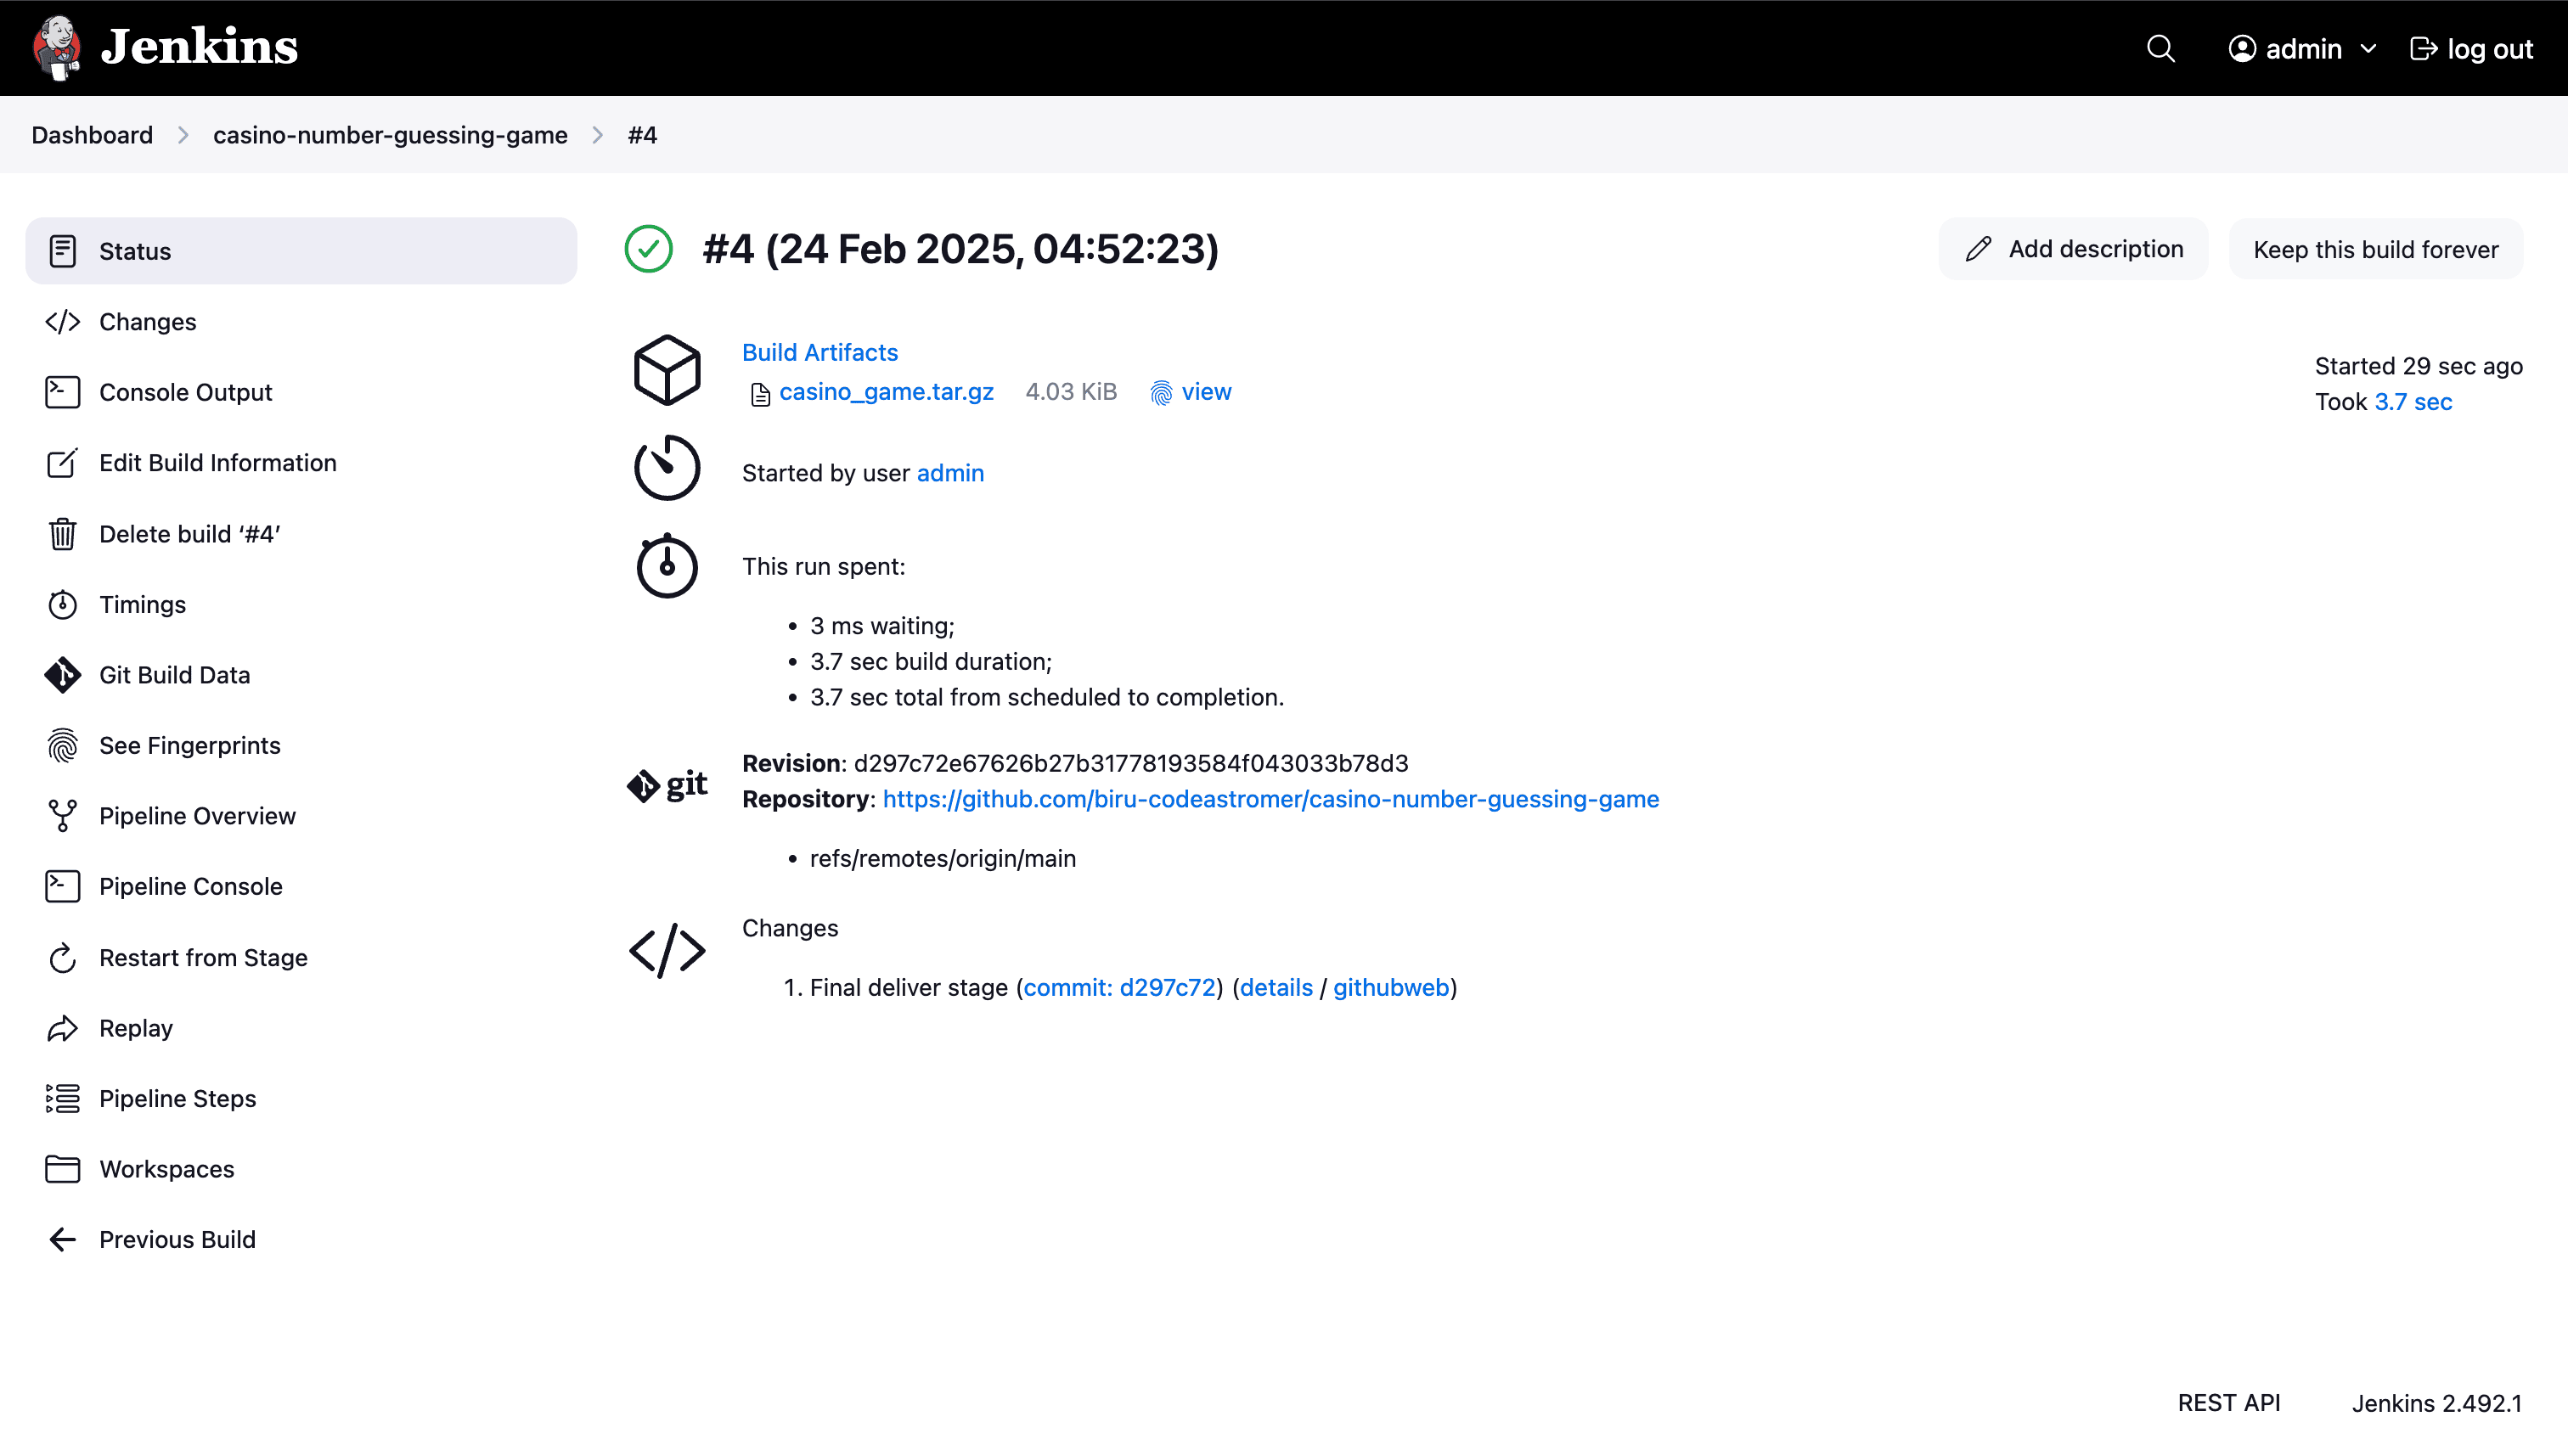 Jenkins
admin
log out
Dashboard
casino-number-guessing-game
#4
Status
Changes
Console Output
Edit Build Information
Delete build ‘#4’
Timings
Git Build Data
See Fingerprints
Pipeline Overview
Pipeline Console
Restart from Stage
Replay
Pipeline Steps
Workspaces
Previous Build
#4 (24 Feb 2025, 04:52:23)
Add description
Keep this build forever
Build Artifacts
casino_game.tar.gz 4.03 KiB view
Started 29 sec ago
Took 3.7 sec
Started by user admin
This run spent:
• 3 ms waiting;
• 3.7 sec build duration;
• 3.7 sec total from scheduled to completion.
git
Revision: d297c72e67626b27b31778193584f043033b78d3
Repository: https://github.com/biru-codeastromer/casino-number-guessing-game
• refs/remotes/origin/main
Changes
1. Final deliver stage (commit: d297c72) (details / githubweb)
REST API
Jenkins 2.492.1